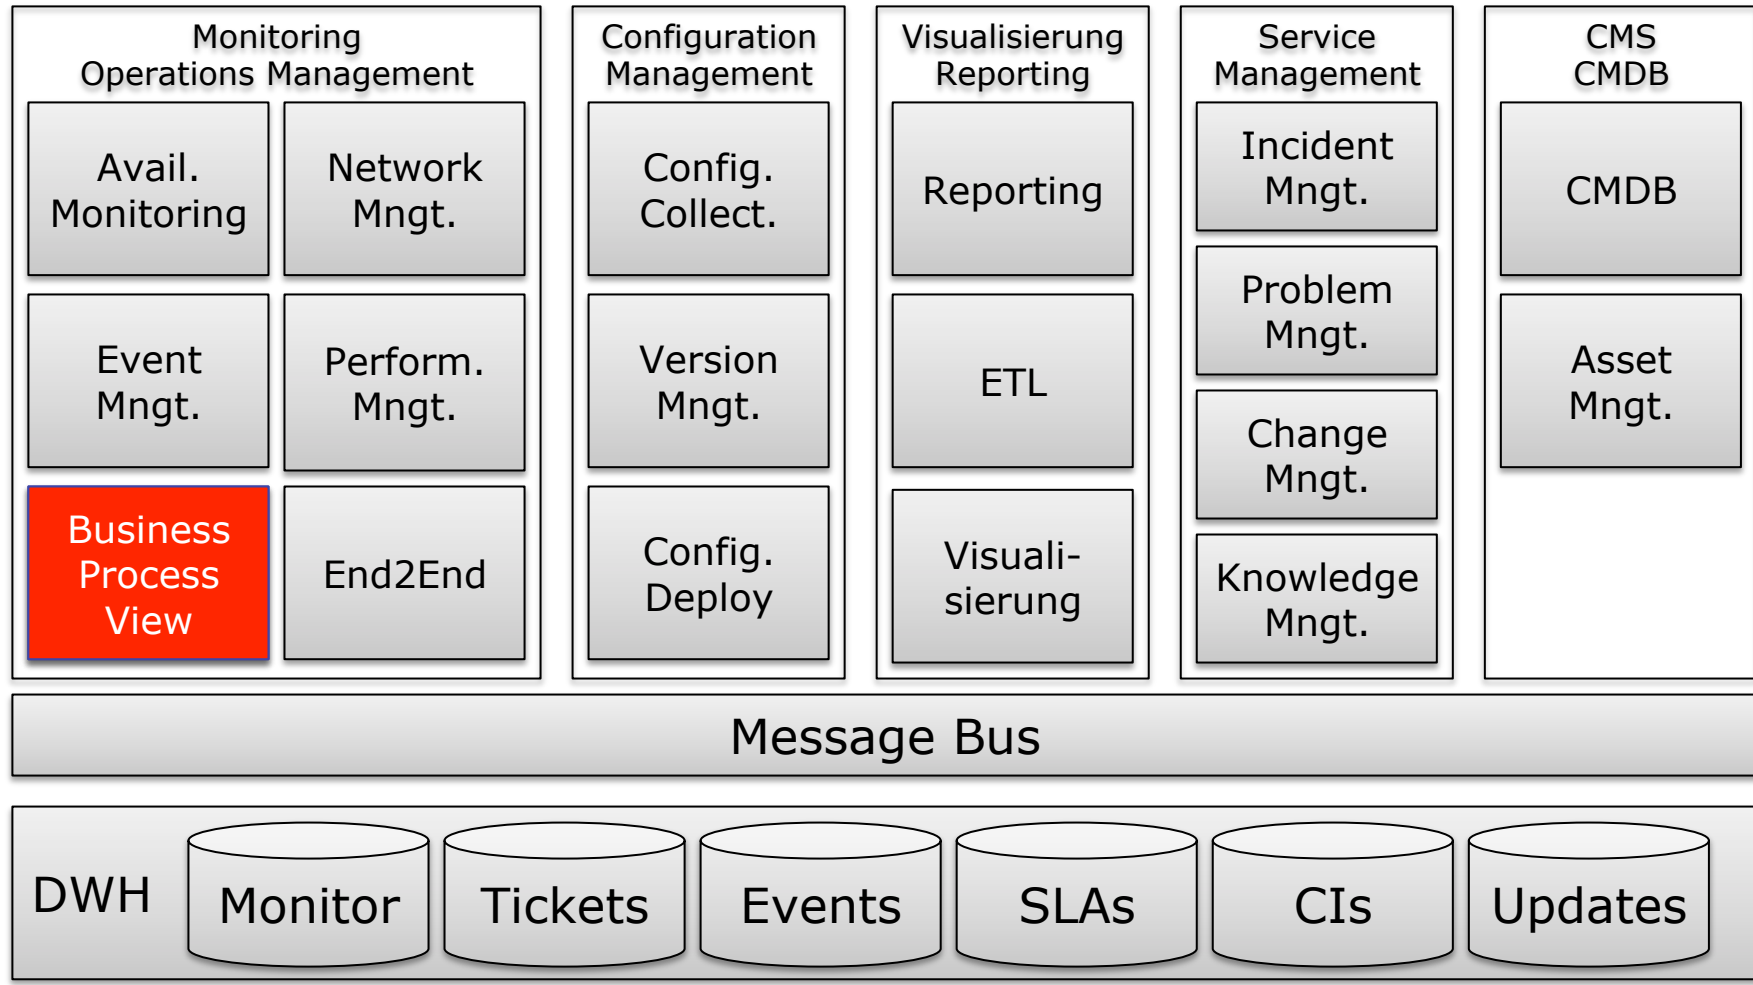 Monitoring
Operations Management
Avail.
Monitoring
Network
Mngt.
Event
Mngt.
Perform.
Mngt.
Business
Process
View
End2End
Configuration
Management
Config.
Collect.
Version
Mngt.
Config.
Deploy
Visualisierung
Reporting
Reporting
ETL
Visuali-
sierung
Service
Management
Incident
Mngt.
Problem
Mngt.
Change
Mngt.
Knowledge
Mngt.
CMS
CMDB
CMDB
Asset
Mngt.
Message Bus
DWH
Monitor
Tickets
Events
SLAs
CIs
Updates